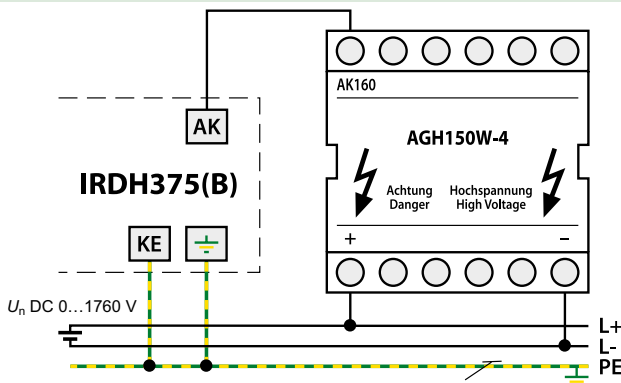 AK160
AK
AGH150W-4
IRDH375(B)
Achtung
Danger
Hochspannung
High Voltage
+
–
KE
Un DC 0…1760 V
L+
L-
PE